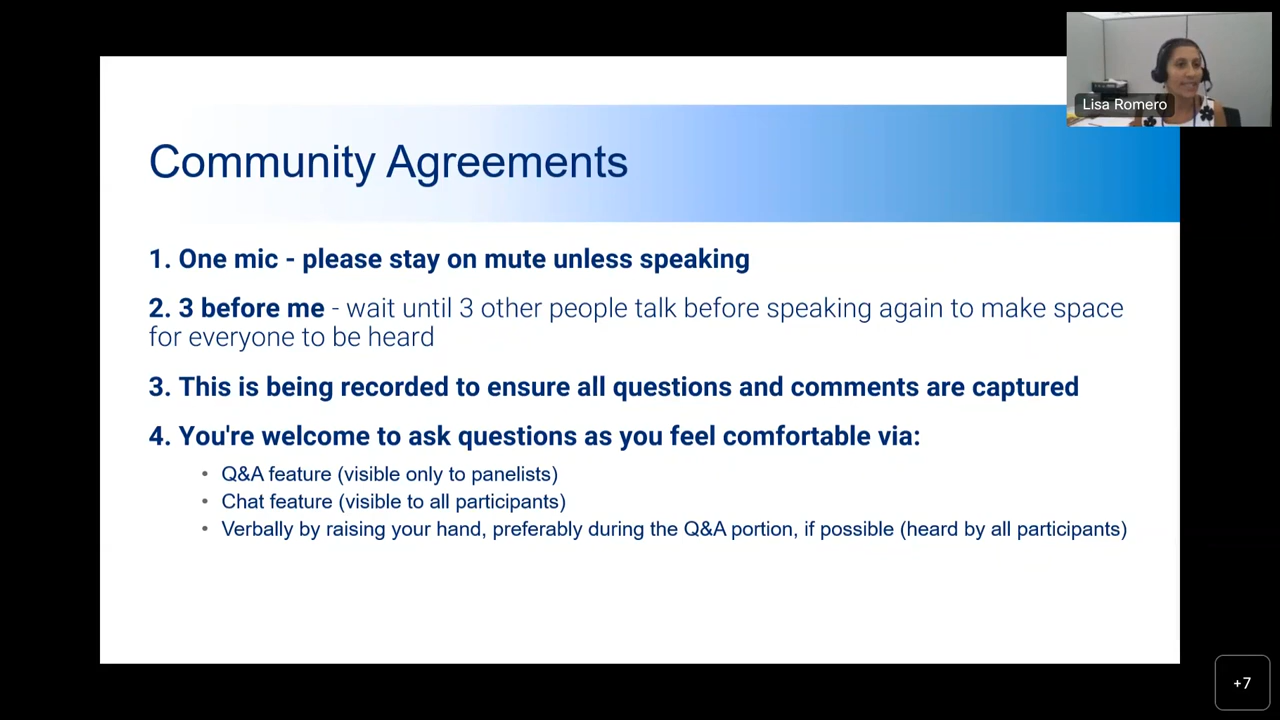 Lisa Romero
Community Agreements
1. One mic - please stay on mute unless speaking
2. 3 before me - wait until 3 other people talk before speaking again to make space
for everyone to be heard
3. This is being recorded to ensure all questions and comments are captured
4. You're welcome to ask questions as you feel comfortable via:
• Q&A feature (visible only to panelists)
• Chat feature (visible to all participants)
• Verbally by raising your hand, preferably during the Q&A portion, if possible (heard by all participants)
+7